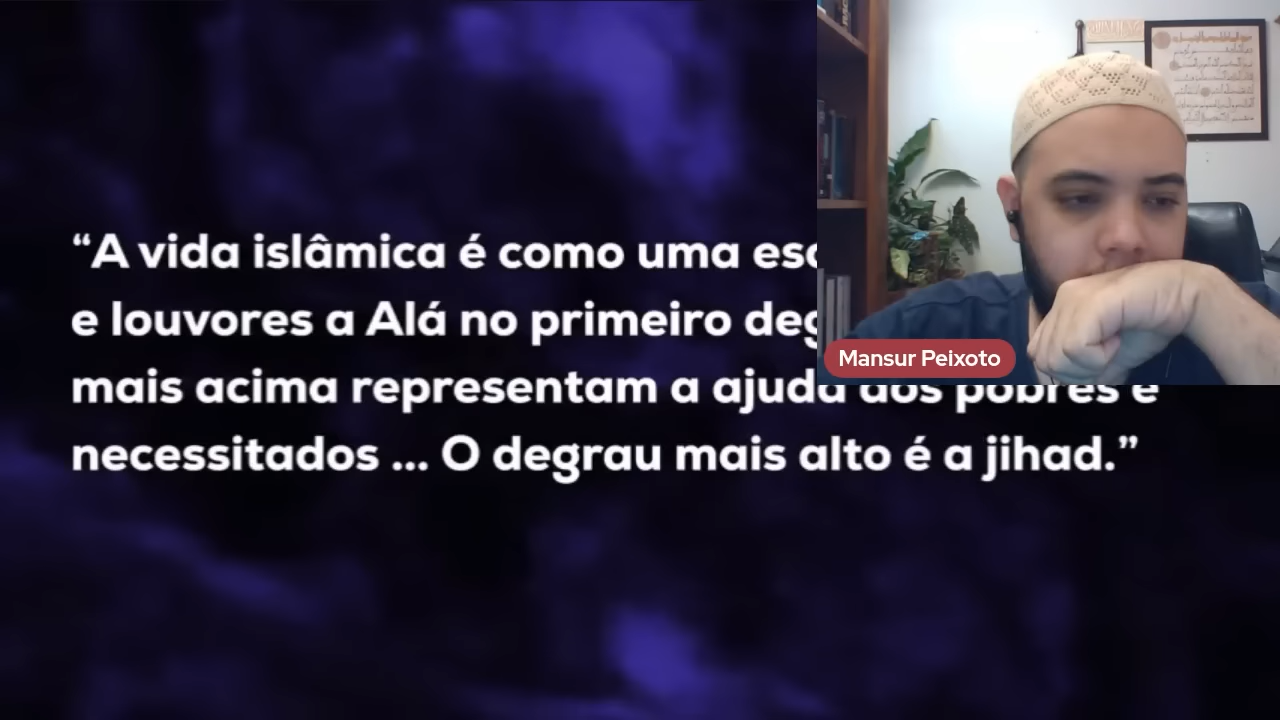 “A vida islâmica é como uma
e louvores a Alá no primeiro
mais acima representam a ajuda dos pobres e
necessitados ... O degrau mais alto é a jihad.”
Mansur Peixoto